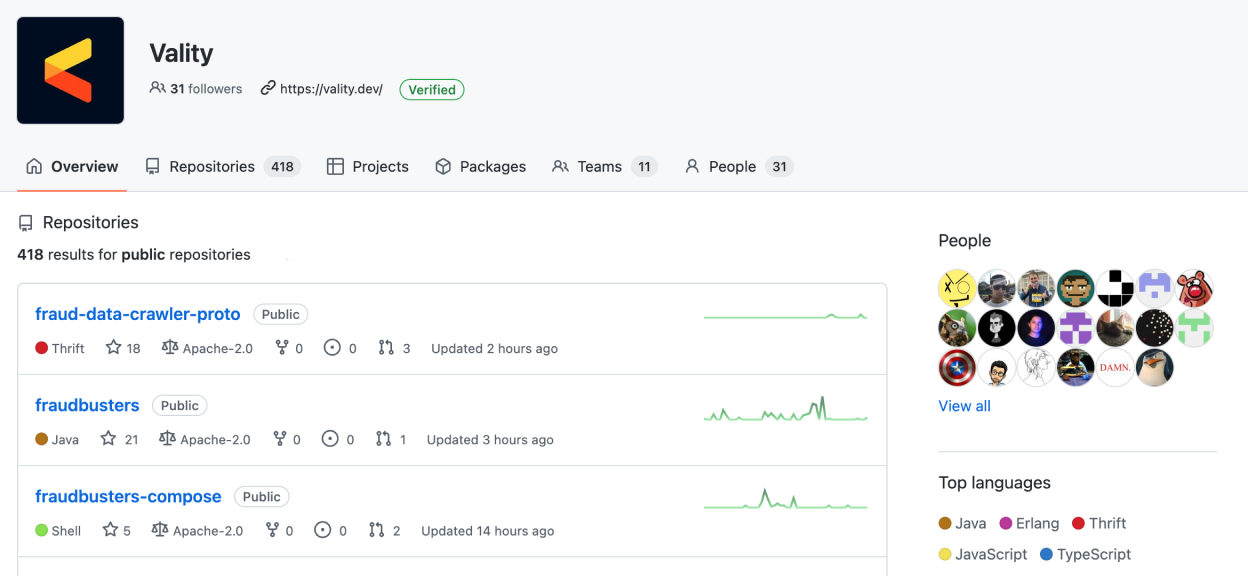 Vality
31 followers https://vality.dev/ Verified
Overview Repositories 418 Projects Packages Teams 11 People 31
Repositories
418 results for public repositories
fraud-data-crawler-proto Public
Thrift 18 Apache-2.0 0 0 3 Updated 2 hours ago
fraudbusters Public
Java 21 Apache-2.0 0 0 1 Updated 3 hours ago
fraudbusters-compose Public
Shell 5 Apache-2.0 0 0 2 Updated 14 hours ago
People
DAMN.
View all
Top languages
Java Erlang Thrift
JavaScript TypeScript